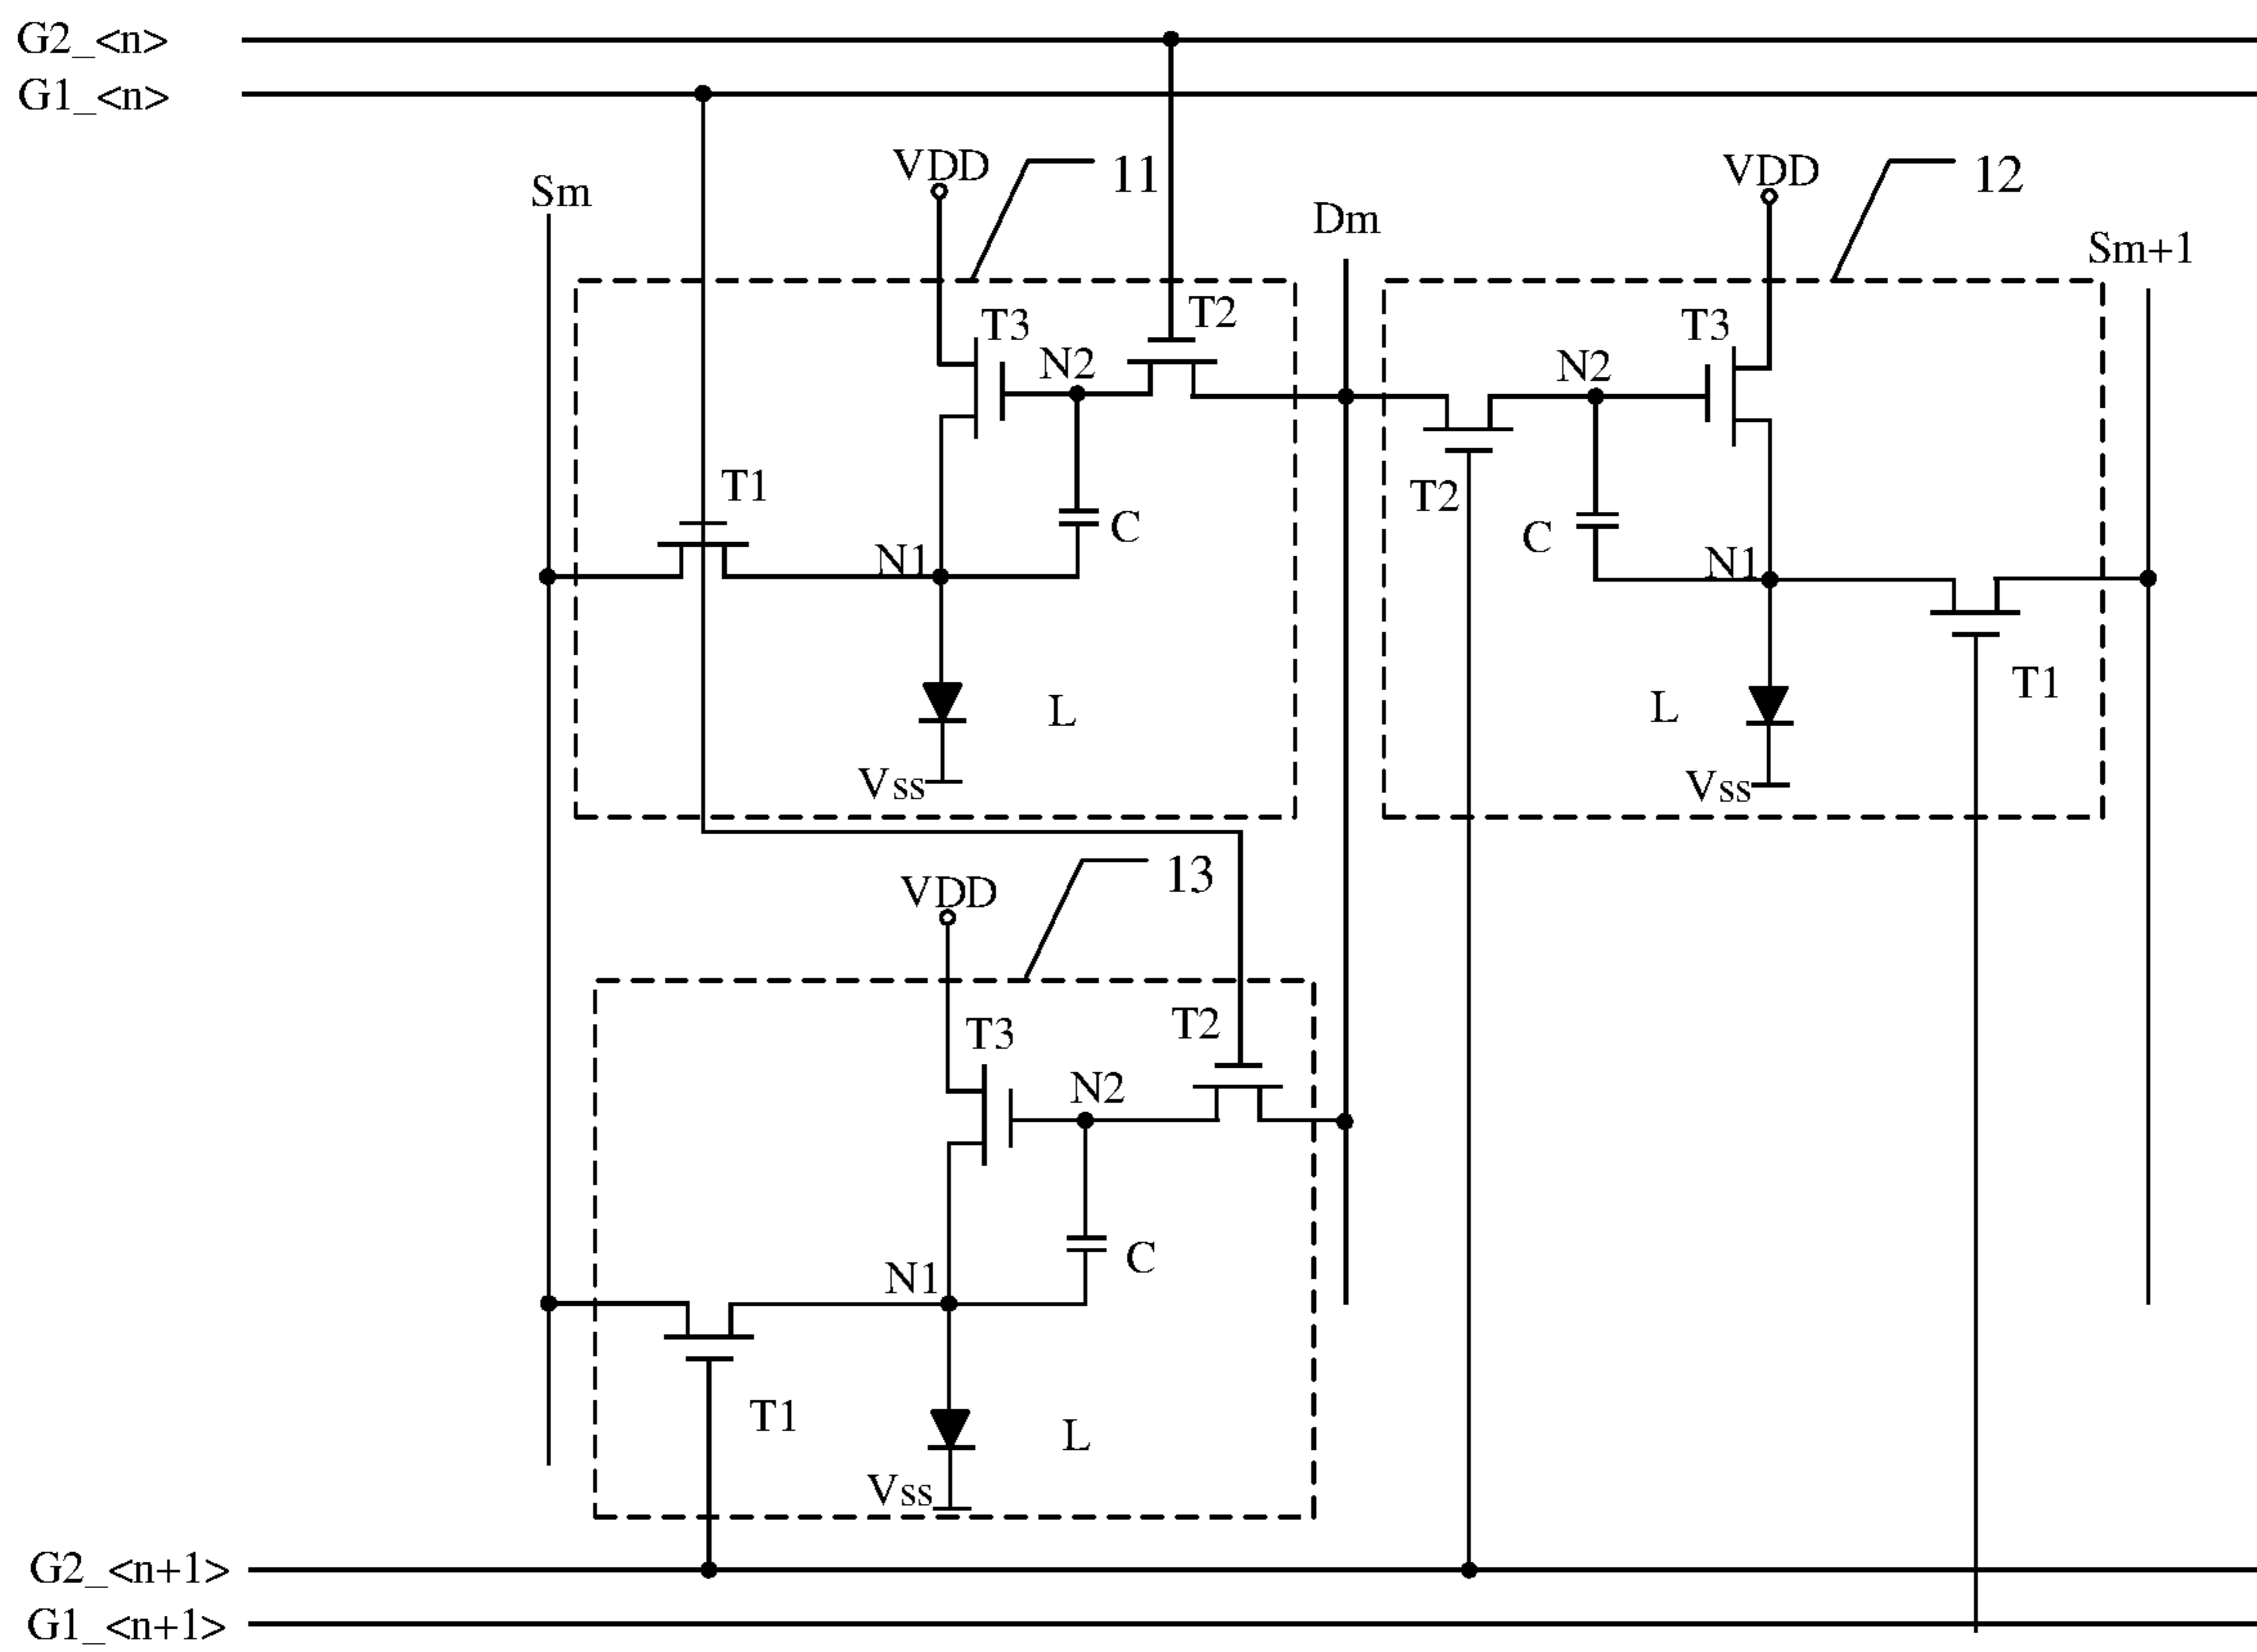 G2_<n>
G1_<n>
VDD
11
VDD
12
Sm
Dm
Sm+1
T3
T2
T3
N2
N2
T1
T2
C
C
N1
N1
T1
L
L
Vss
Vss
13
VDD
T3
T2
N2
N1
C
T1
L
Vss
G2_<n+1>
G1_<n+1>